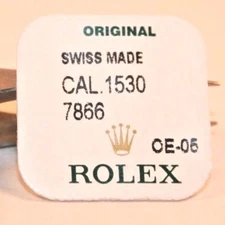 ORIGINAL
SWISS MADE
CAL.1530
7866
CE-05
ROLEX